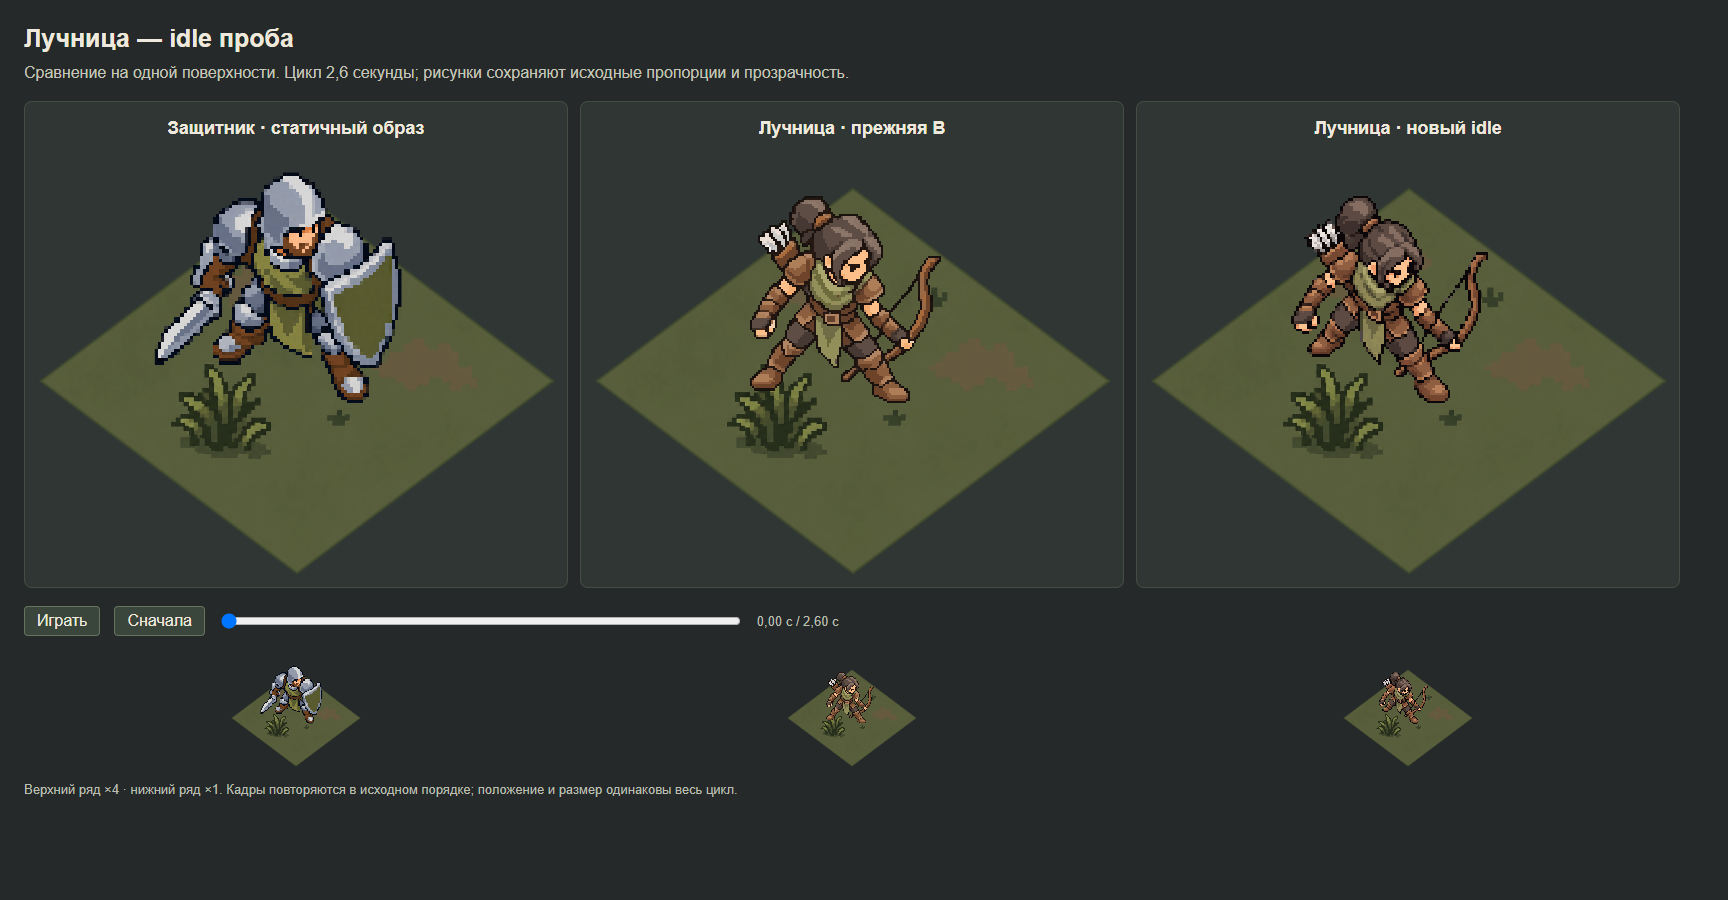 Лучница — idle проба
Сравнение на одной поверхности. Цикл 2,6 секунды; рисунки сохраняют исходные пропорции и прозрачность.
Защитник · статичный образ
Лучница · прежняя B
Лучница · новый idle
Играть
Сначала
0,00 с / 2,60 с
Верхний ряд ×4 · нижний ряд ×1. Кадры повторяются в исходном порядке; положение и размер одинаковы весь цикл.